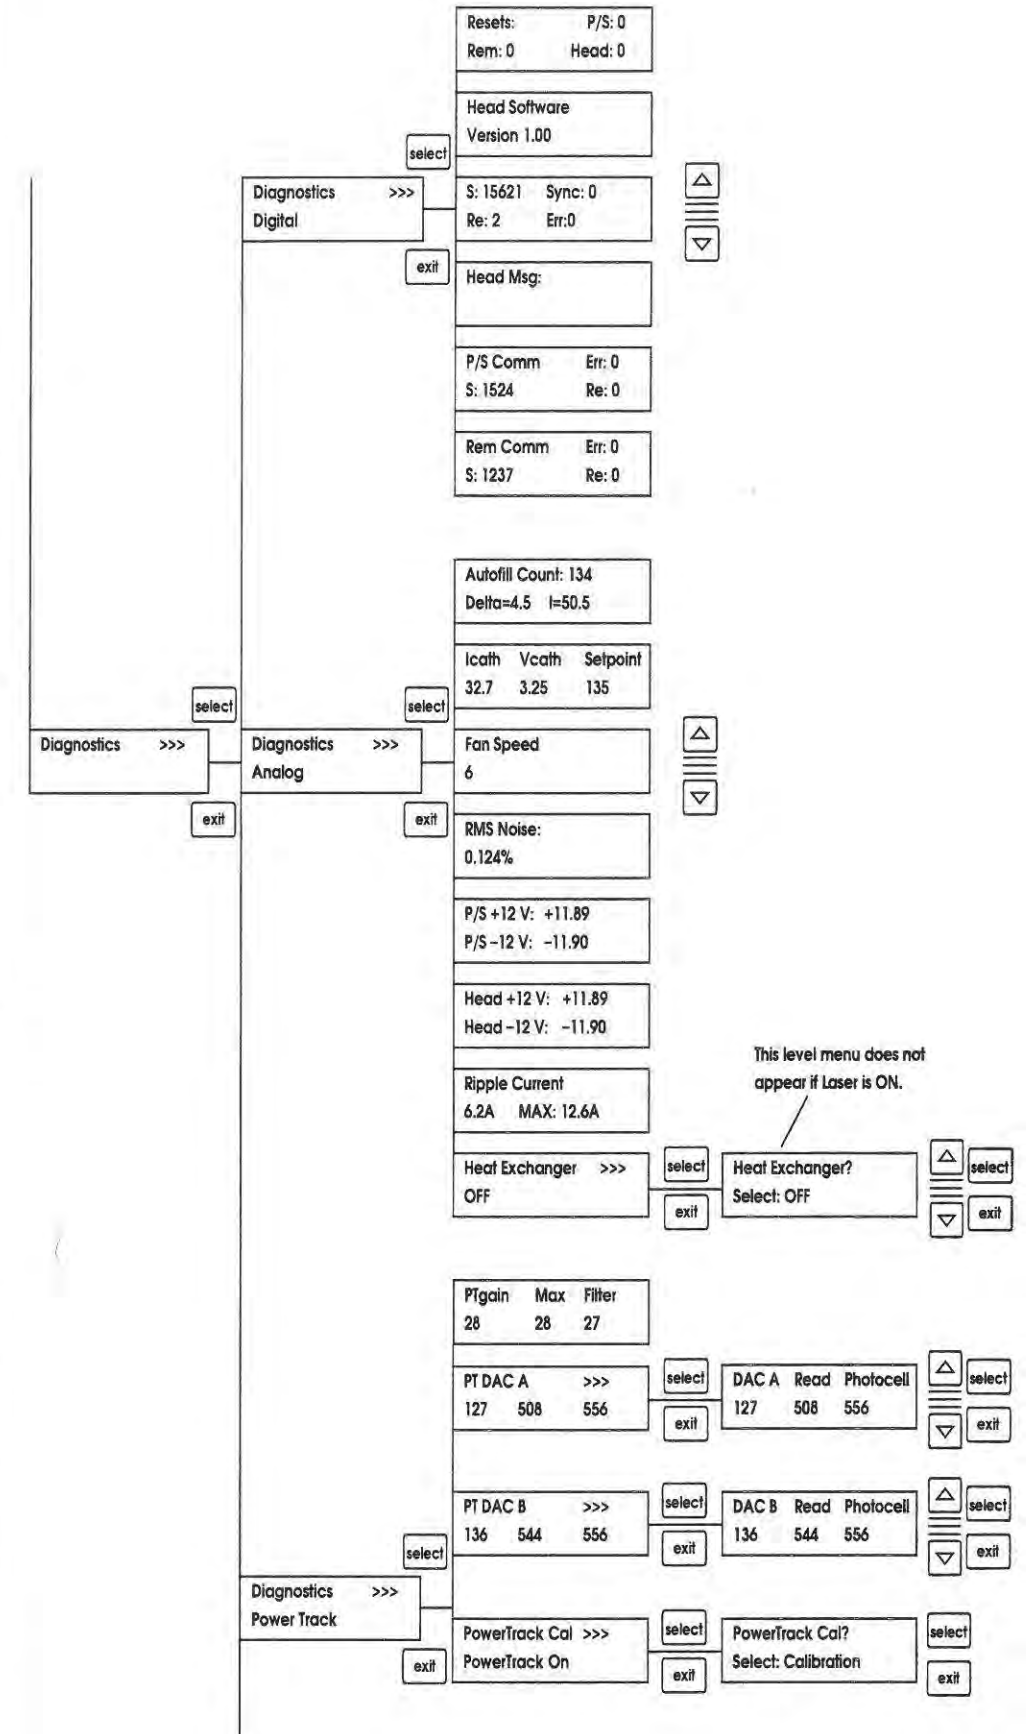 Resets: P/S: 0
Rem: 0 Head: 0
Head Software
Version 1.00
select
Diagnostics >>>
Digital
exit
S: 15621 Sync: 0
Re: 2 Err:0
Head Msg:
P/S Comm Err: 0
S: 1524 Re: 0
Rem Comm Err: 0
S: 1237 Re: 0
Autofill Count: 134
Delta=4.5 I=50.5
Icath Vcath Setpoint
32.7 3.25 135
select
select
Diagnostics >>>
Diagnostics >>>
Analog
exit
exit
Fan Speed
6
RMS Noise:
0.124%
P/S +12 V: +11.89
P/S –12 V: –11.90
Head +12 V: +11.89
Head –12 V: –11.90
Ripple Current
6.2A MAX: 12.6A
This level menu does not
appear if Laser is ON.
Heat Exchanger >>>
OFF
select
exit
Heat Exchanger?
Select: OFF
select
exit
PTgain Max Filter
28 28 27
PT DAC A >>>
127 508 556
select
exit
DAC A Read Photocell
127 508 556
select
exit
PT DAC B >>>
136 544 556
select
exit
DAC B Read Photocell
136 544 556
select
exit
select
Diagnostics >>>
Power Track
exit
PowerTrack Cal >>>
PowerTrack On
select
exit
PowerTrack Cal?
Select: Calibration
select
exit